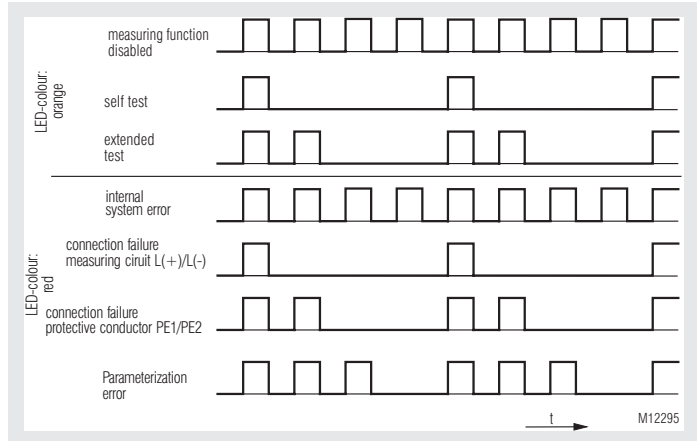 measuring function
disabled
LED-colour:
orange
self test
extended
test
internal
system error
connection failure
measuring ciruit L(+)/L(-)
LED-colour:
red
connection failure
protective conductor PE1/PE2
Parameterization
error
t
M12295